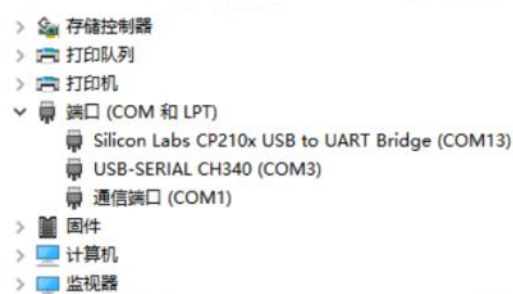 存储控制器
打印队列
打印机
端口 (COM 和 LPT)
Silicon Labs CP210x USB to UART Bridge (COM13)
USB-SERIAL CH340 (COM3)
通信端口 (COM1)
固件
计算机
监视器